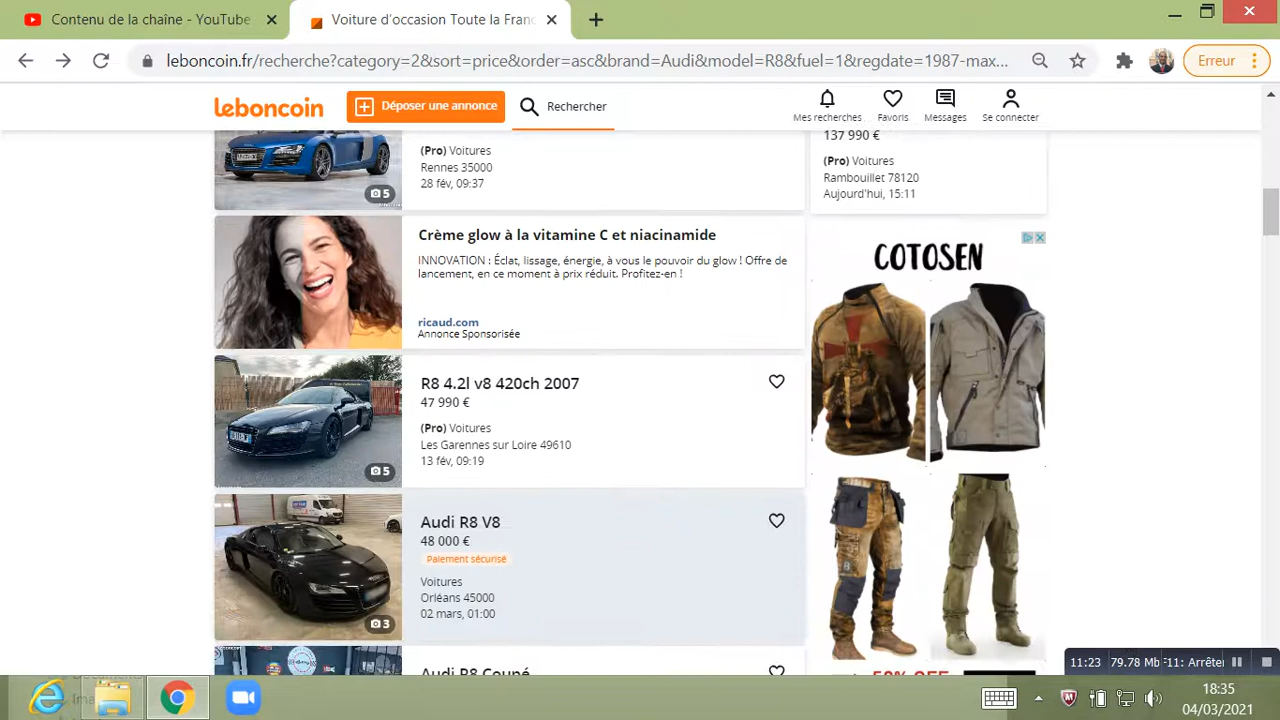 Contenu de la chaîne - YouTube
Voiture d'occasion Toute la Franc
leboncoin.fr/recherche?category=2&sort=price&order=asc&brand=Audi&model=R8&fuel=1&regdate=1987-max...
Erreur
leboncoin
Déposer une annonce
Rechercher
Mes recherches
Favoris
Messages
Se connecter
(Pro) Voitures
Rennes 35000
28 fév, 09:37
5
137 990 €
(Pro) Voitures
Rambouillet 78120
Aujourd'hui, 15:11
Crème glow à la vitamine C et niacinamide
INNOVATION : Éclat, lissage, énergie, à vous le pouvoir du glow ! Offre de
lancement, en ce moment à prix réduit. Profitez-en !
ricaud.com
Annonce Sponsorisée
COTOSEN
R8 4.2l v8 420ch 2007
47 990 €
(Pro) Voitures
Les Garennes sur Loire 49610
13 fév, 09:19
5
Audi R8 V8
48 000 €
Paiement sécurisé
Voitures
Orléans 45000
02 mars, 01:00
3
Audi R8 Coupé
50% OFF
11:23
79.78 Mb
11: Arrêter
18:35
04/03/2021